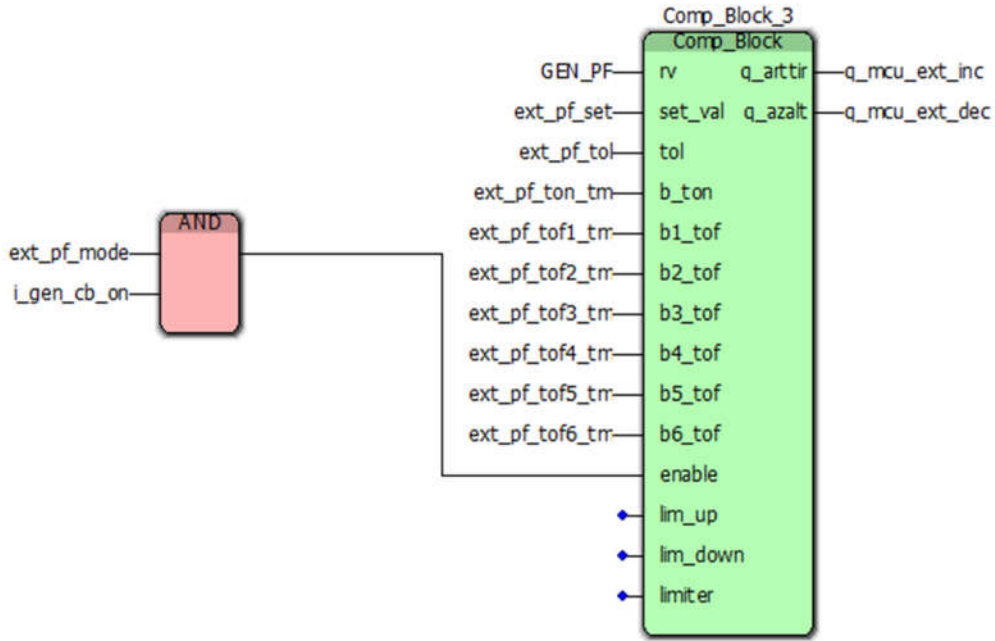 Comp_Block_3
Comp_Block
GEN_PF rv q_arttir q_mcu_ext_inc
ext_pf_set set_val q_azalt q_mcu_ext_dec
ext_pf_tol tol
ext_pf_ton_tm b_ton
AND
ext_pf_tof1_tm b1_tof
ext_pf_mode
ext_pf_tof2_tm b2_tof
i_gen_cb_on
ext_pf_tof3_tm b3_tof
ext_pf_tof4_tm b4_tof
ext_pf_tof5_tm b5_tof
ext_pf_tof6_tm b6_tof
enable
lim_up
lim_down
limiter